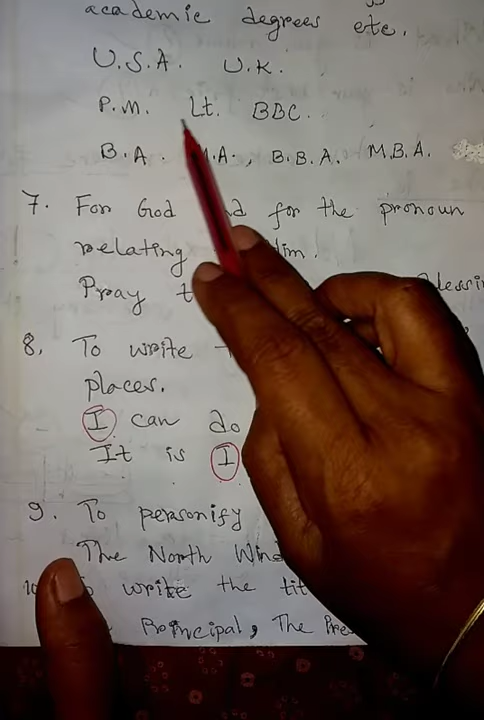 academic degrees etc.
U.S.A. U.K.
P.M. Lt. BBC.
B.A. M.A., B.B.A. M.B.A.
7. For God for the pronoun
relating Him.
Pray
8. To write
places.
I can do
It is I
9. To personify
The North Wind
To write the
Principal, The